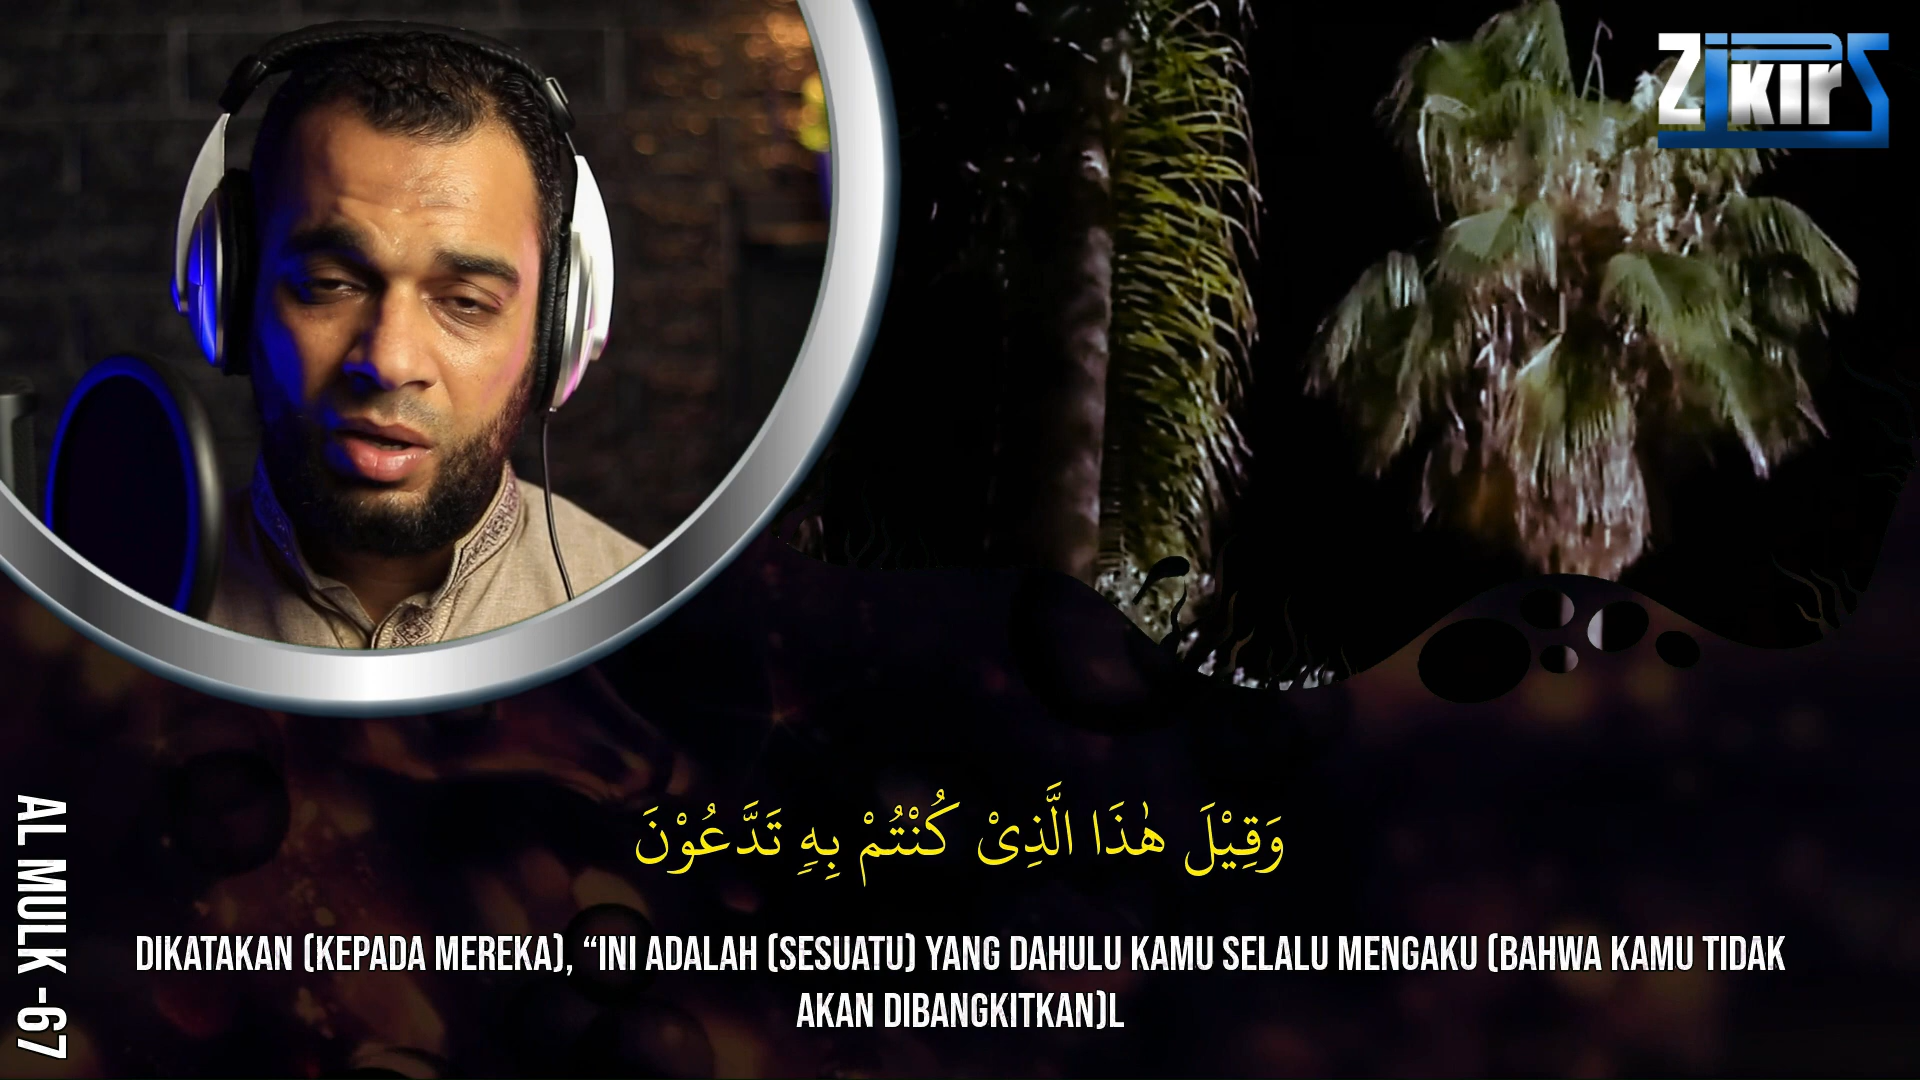 Zikir
وَقِيْلَ هٰذَا الَّذِيْ كُنْتُمْ بِهٖ تَدَّعُوْنَ
DIKATAKAN (KEPADA MEREKA), “INI ADALAH (SESUATU) YANG DAHULU KAMU SELALU MENGAKU (BAHWA KAMU TIDAK
AKAN DIBANGKITKAN)L
AL MULK -67